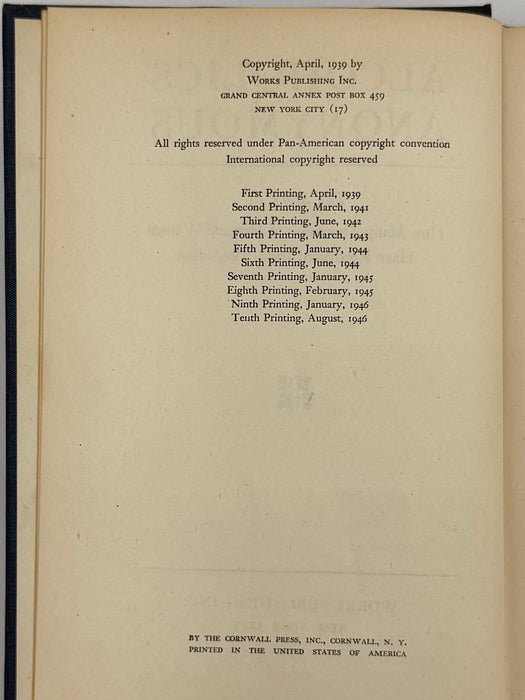 Copyright, April, 1939 by
Works Publishing Inc.
GRAND CENTRAL ANNEX POST BOX 459
NEW YORK CITY (17)
All rights reserved under Pan-American copyright convention
International copyright reserved
First Printing, April, 1939
Second Printing, March, 1941
Third Printing, June, 1942
Fourth Printing, March, 1943
Fifth Printing, January, 1944
Sixth Printing, June, 1944
Seventh Printing, January, 1945
Eighth Printing, February, 1945
Ninth Printing, January, 1946
Tenth Printing, August, 1946
BY THE CORNWALL PRESS, INC., CORNWALL, N. Y.
PRINTED IN THE UNITED STATES OF AMERICA